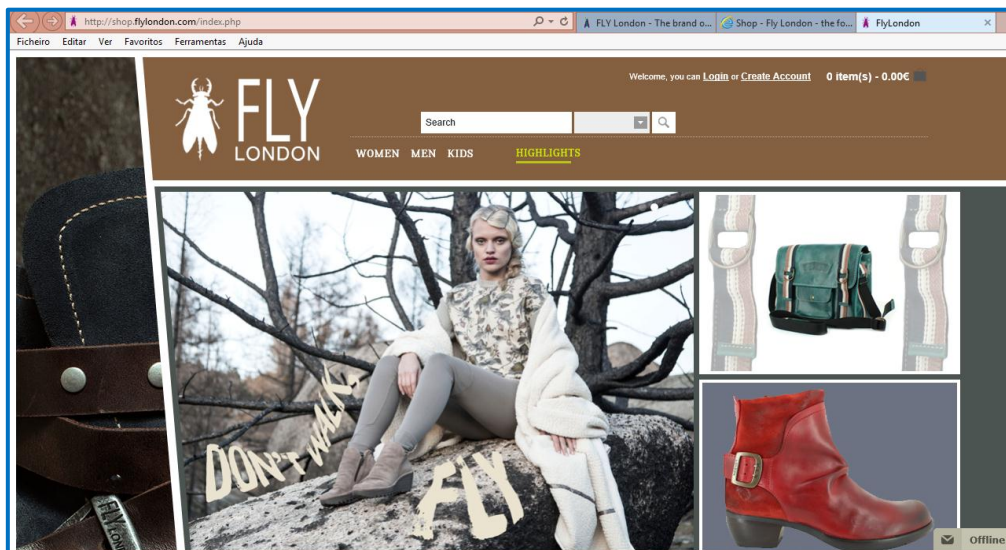 http://shop.flylondon.com/index.php
FLY London - The brand o...
Shop - Fly London - the fo...
FlyLondon
Ficheiro Editar Ver Favoritos Ferramentas Ajuda
Welcome, you can Login or Create Account 0 item(s) - 0.00€
FLY
LONDON
Search
WOMEN MEN KIDS HIGHLIGHTS
DON'T WALK.
FLY
FLY LONDON
Offline